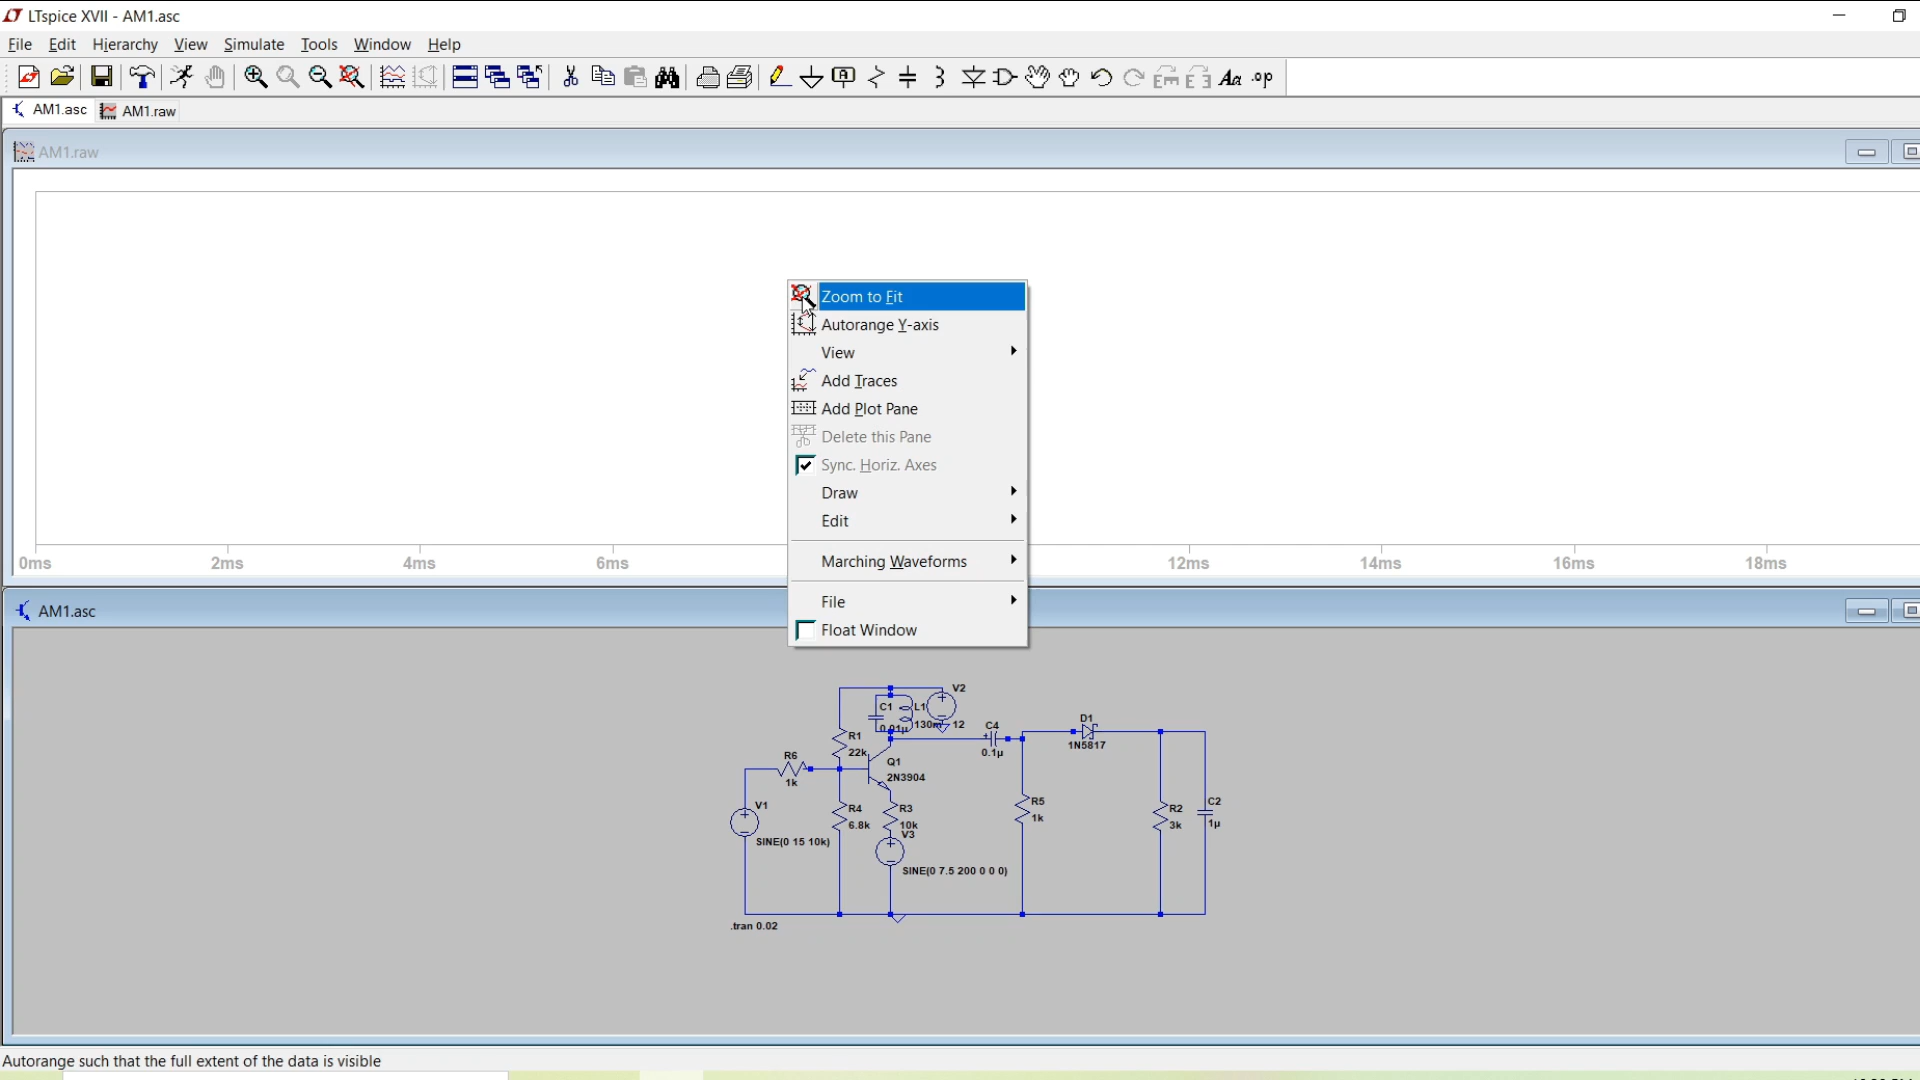 LTspice XVII - AM1.asc
File Edit Hierarchy View Simulate Tools Window Help
AM1.asc AM1.raw
AM1.raw
Zoom to Fit
Autorange Y-axis
View
Add Traces
Add Plot Pane
Delete this Pane
Sync. Horiz. Axes
Draw
Edit
Marching Waveforms
File
Float Window
0ms 2ms 4ms 6ms 12ms 14ms 16ms 18ms
AM1.asc
V2
C1 L1
0.01µ 12
C4
0.1µ
D1
1N5817
R1
22k
R6
1k
Q1
2N3904
V1
SINE(0 15 10k)
R4
6.8k
R3
10k
V3
SINE(0 7.5 200 0 0 0)
R5
1k
R2
3k
C2
1µ
.tran 0.02
Autorange such that the full extent of the data is visible